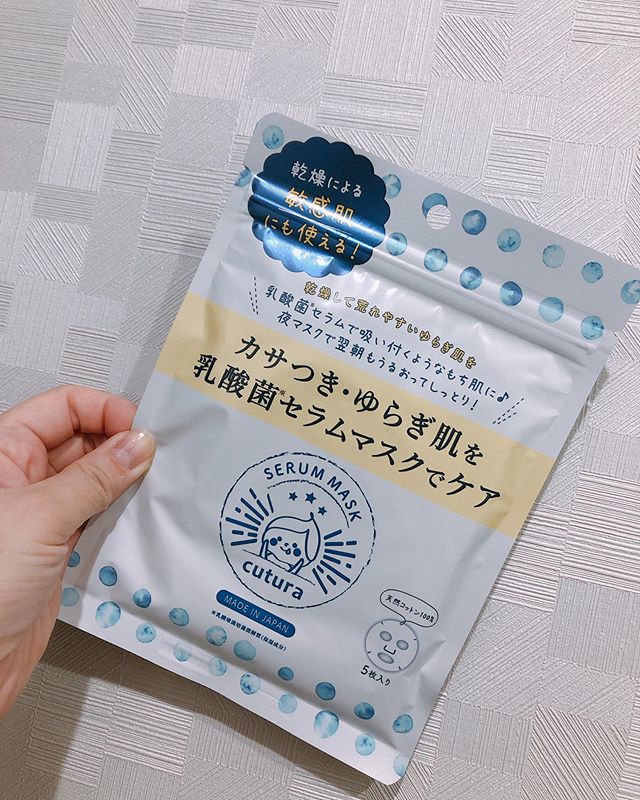 乾燥による
敏感肌
にも使える!
乾燥して荒れやすいゆらぎ肌を
乳酸菌※セラムで吸い付くようなもち肌に♪
夜マスクで翌朝もうるおってしっとり!
カサつき・ゆらぎ肌を
乳酸菌※セラムマスクでケア
SERUM MASK
cutura
MADE IN JAPAN
天然コットン100%
5枚入り